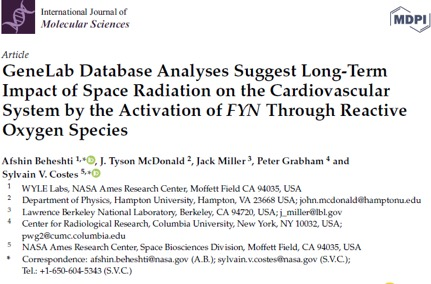 International Journal of
Molecular Sciences
MDPI
Article
GeneLab Database Analyses Suggest Long-Term
Impact of Space Radiation on the Cardiovascular
System by the Activation of FYN Through Reactive
Oxygen Species
Afshin Beheshti 1,*, J. Tyson McDonald 2, Jack Miller 3, Peter Grabham 4 and
Sylvain V. Costes 5,*
1 WYLE Labs, NASA Ames Research Center, Moffett Field CA 94035, USA
2 Department of Physics, Hampton University, Hampton, VA 23668 USA; john.mcdonald@hamptonu.edu
3 Lawrence Berkeley National Laboratory, Berkeley, CA 94720, USA; j_miller@lbl.gov
4 Center for Radiological Research, Columbia University, New York, NY 10032, USA;
pwg2@cumc.columbia.edu
5 NASA Ames Research Center, Space Biosciences Division, Moffett Field, CA 94035, USA
* Correspondence: afshin.beheshti@nasa.gov (A.B.); sylvain.v.costes@nasa.gov (S.V.C.);
Tel.: +1-650-604-5343 (S.V.C.)